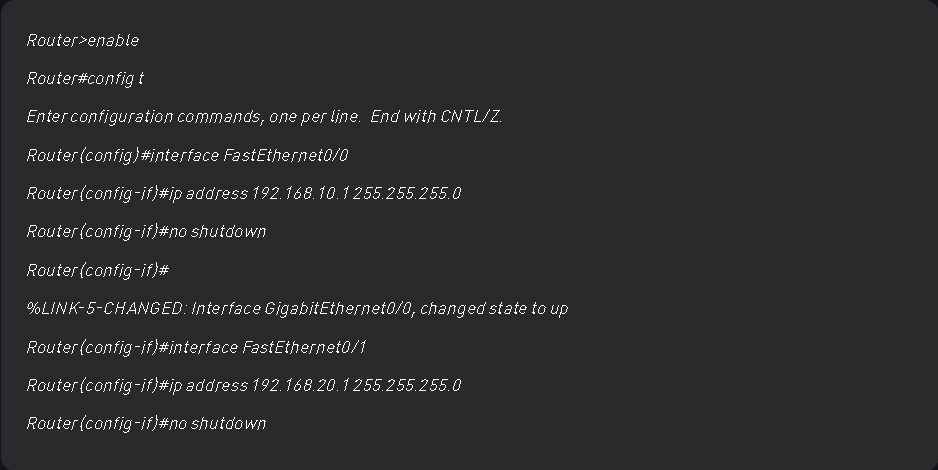 Router>enable
Router#config t
Enter configuration commands, one per line.  End with CNTL/Z.
Router(config)#interface FastEthernet0/0
Router(config-if)#ip address 192.168.10.1 255.255.255.0
Router(config-if)#no shutdown
Router(config-if)#
%LINK-5-CHANGED: Interface GigabitEthernet0/0, changed state to up
Router(config-if)#interface FastEthernet0/1
Router(config-if)#ip address 192.168.20.1 255.255.255.0
Router(config-if)#no shutdown